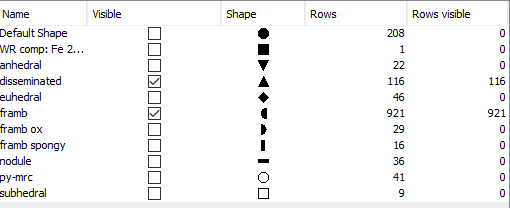 Name Visible Shape Rows Rows visible
Default Shape 208 0
WR comp: Fe 2... 1 0
anhedral 22 0
disseminated 116 116
euhedral 46 0
framb 921 921
framb ox 29 0
framb spongy 16 0
nodule 36 0
py-mrc 41 0
subhedral 9 0